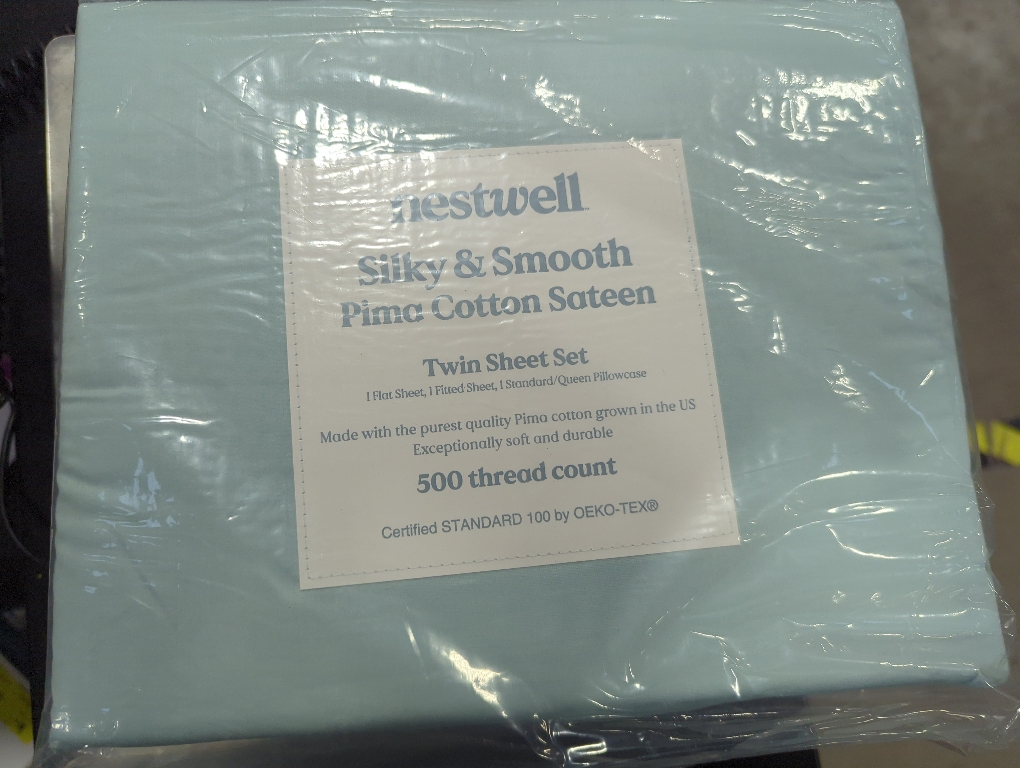 nestwell
Silky & Smooth
Pima Cotton Sateen
Twin Sheet Set
1 Flat Sheet, 1 Fitted Sheet, 1 Standard/Queen Pillowcase
Made with the purest quality Pima cotton grown in the US
Exceptionally soft and durable
500 thread count
Certified STANDARD 100 by OEKO-TEX®